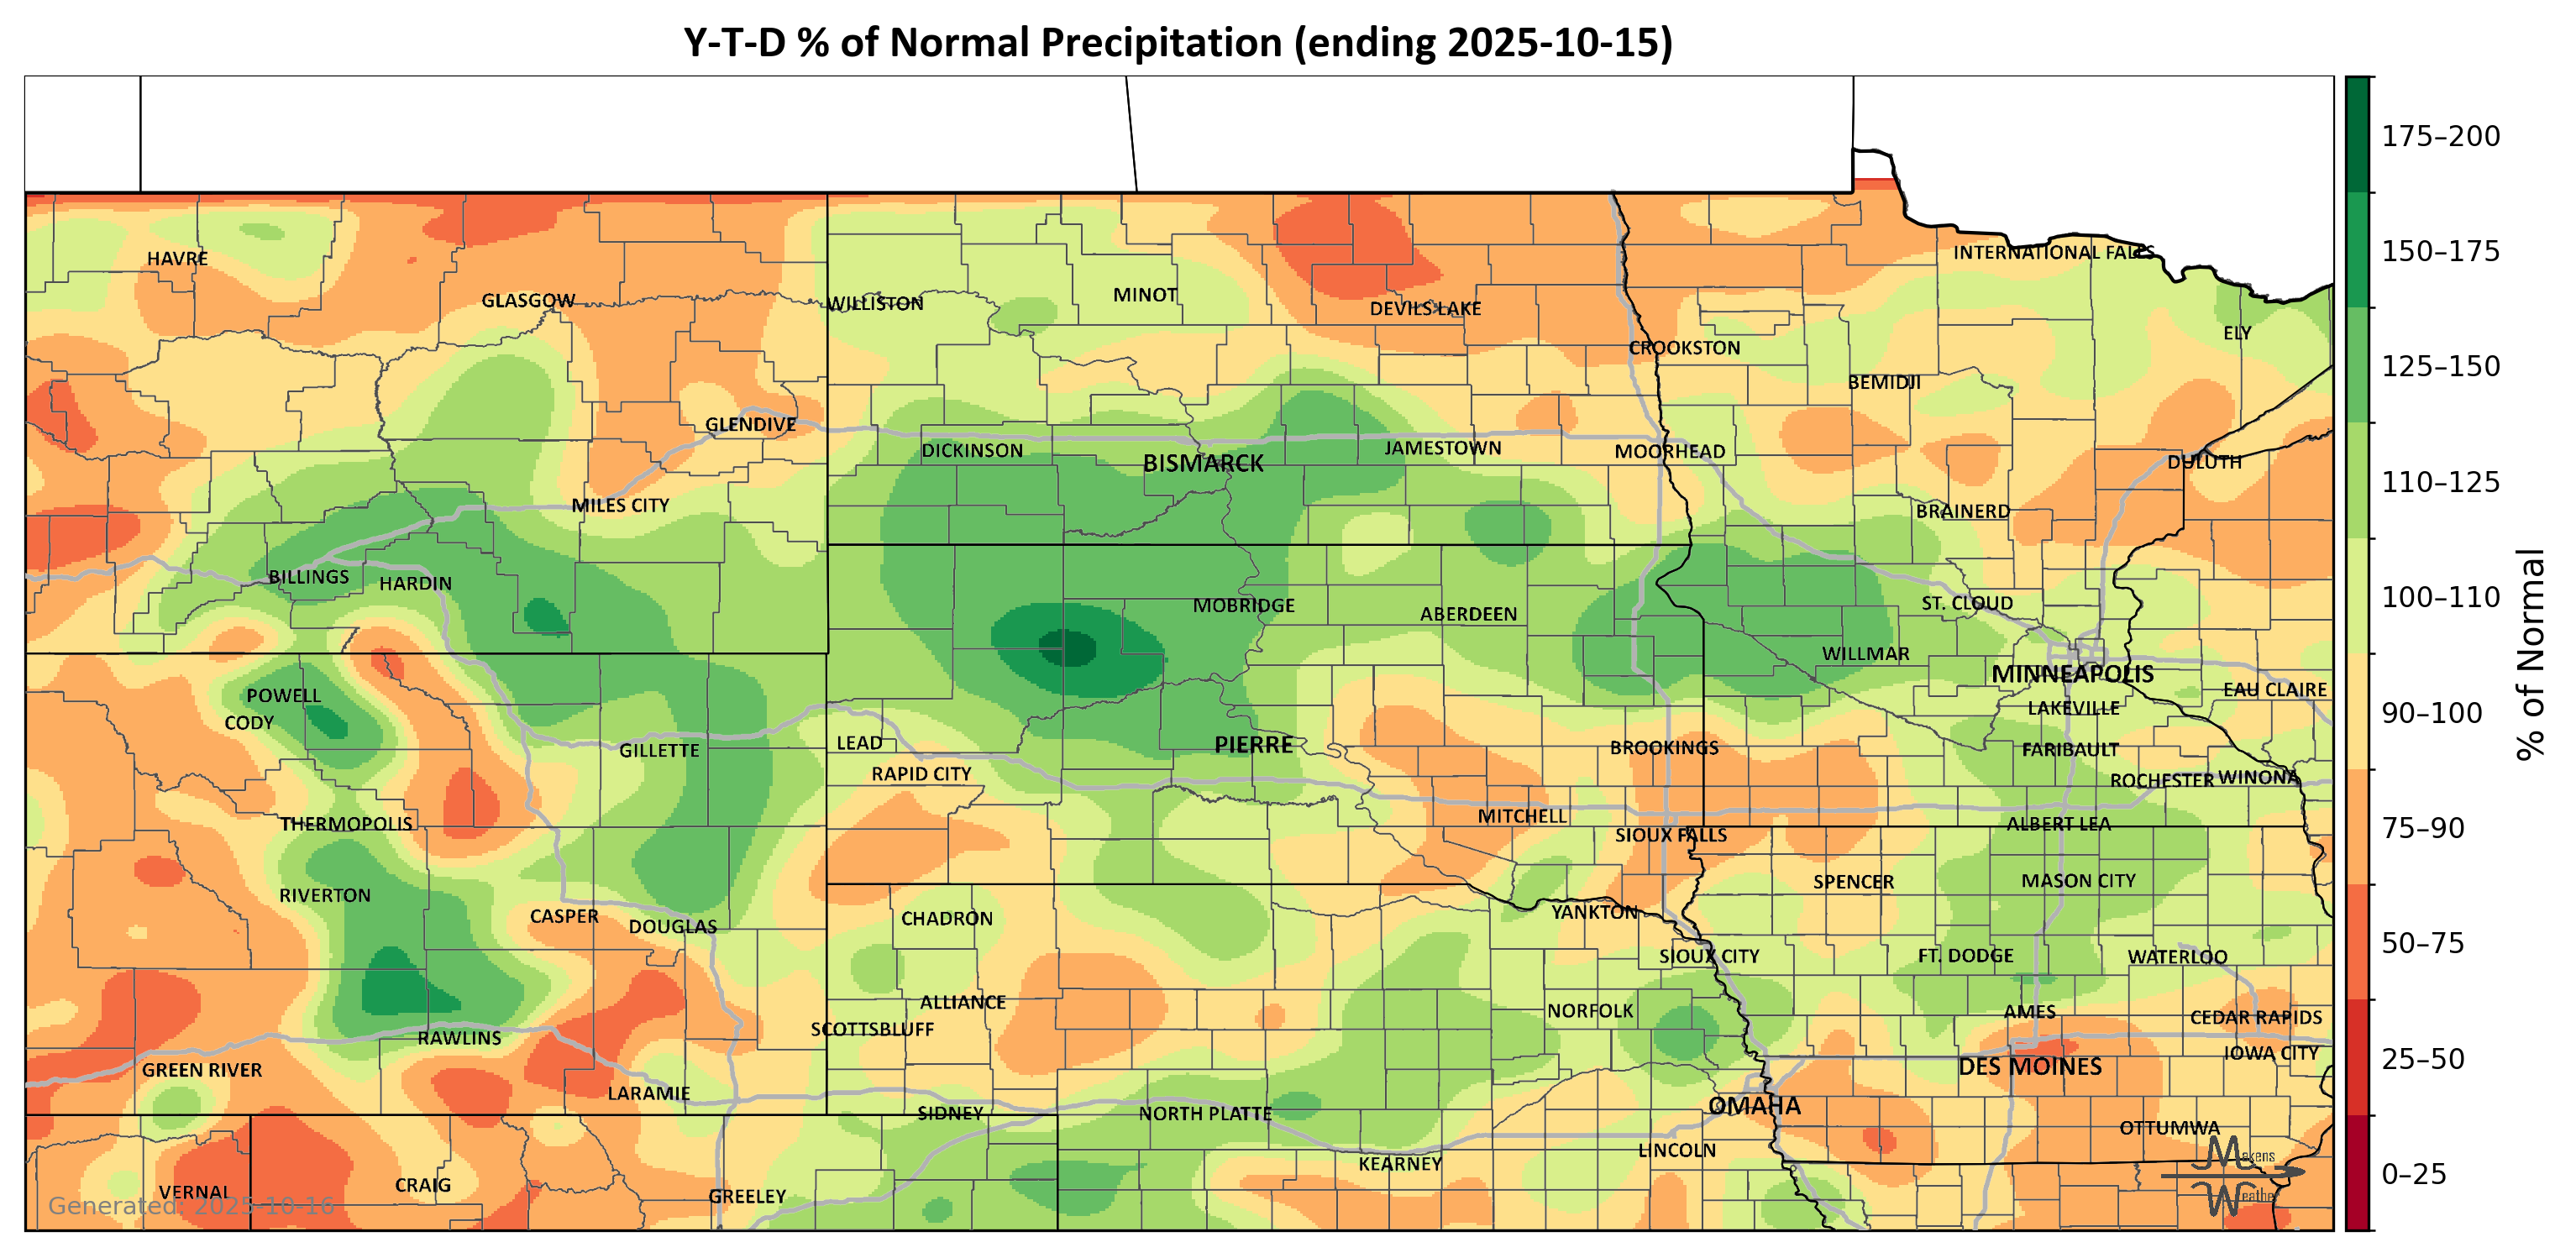 Y-T-D % of Normal Precipitation (ending 2025-10-15)
175–200
150–175
125–150
110–125
100–110
90–100
75–90
50–75
25–50
0–25
% of Normal
INTERNATIONAL FALLS
HAVRE
GLASGOW
WILLISTON
MINOT
DEVILS LAKE
ELY
CROOKSTON
BEMIDJI
GLENDIVE
DICKINSON
BISMARCK
JAMESTOWN
MOORHEAD
DULUTH
MILES CITY
BRAINERD
BILLINGS
HARDIN
MOBRIDGE
ABERDEEN
ST. CLOUD
WILLMAR
MINNEAPOLIS
POWELL
EAU CLAIRE
CODY
LAKEVILLE
GILLETTE
LEAD
PIERRE
BROOKINGS
FARIBAULT
RAPID CITY
ROCHESTER
WINONA
THERMOPOLIS
MITCHELL
SIOUX FALLS
ALBERT LEA
RIVERTON
SPENCER
MASON CITY
CASPER
DOUGLAS
CHADRON
YANKTON
SIOUX CITY
FT. DODGE
WATERLOO
ALLIANCE
NORFOLK
AMES
CEDAR RAPIDS
SCOTTSBLUFF
RAWLINS
IOWA CITY
GREEN RIVER
DES MOINES
LARAMIE
SIDNEY
NORTH PLATTE
OMAHA
OTTUMWA
KEARNEY
LINCOLN
VERNAL
CRAIG
GREELEY
Generated: 2025-10-16
Makens
Weather